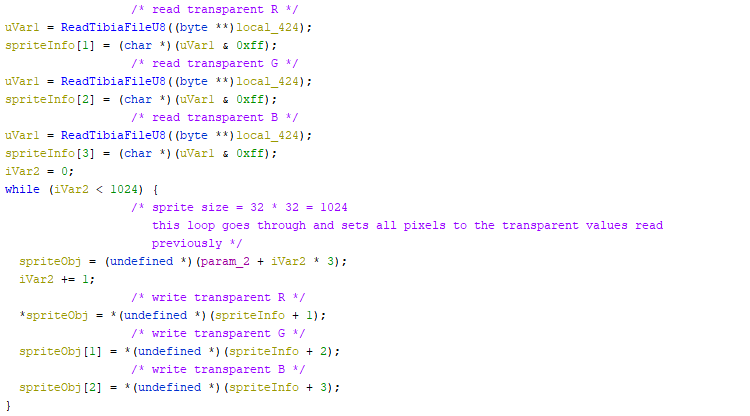 /* read transparent R */
uVar1 = ReadTibiaFileU8((byte **)local_424);
spriteInfo[1] = (char *)(uVar1 & 0xff);
/* read transparent G */
uVar1 = ReadTibiaFileU8((byte **)local_424);
spriteInfo[2] = (char *)(uVar1 & 0xff);
/* read transparent B */
uVar1 = ReadTibiaFileU8((byte **)local_424);
spriteInfo[3] = (char *)(uVar1 & 0xff);
iVar2 = 0;
while (iVar2 < 1024) {
/* sprite size = 32 * 32 = 1024
this loop goes through and sets all pixels to the transparent values read
previously */
spriteObj = (undefined *)(param_2 + iVar2 * 3);
iVar2 += 1;
/* write transparent R */
*spriteObj = *(undefined *)(spriteInfo + 1);
/* write transparent G */
spriteObj[1] = *(undefined *)(spriteInfo + 2);
/* write transparent B */
spriteObj[2] = *(undefined *)(spriteInfo + 3);
}